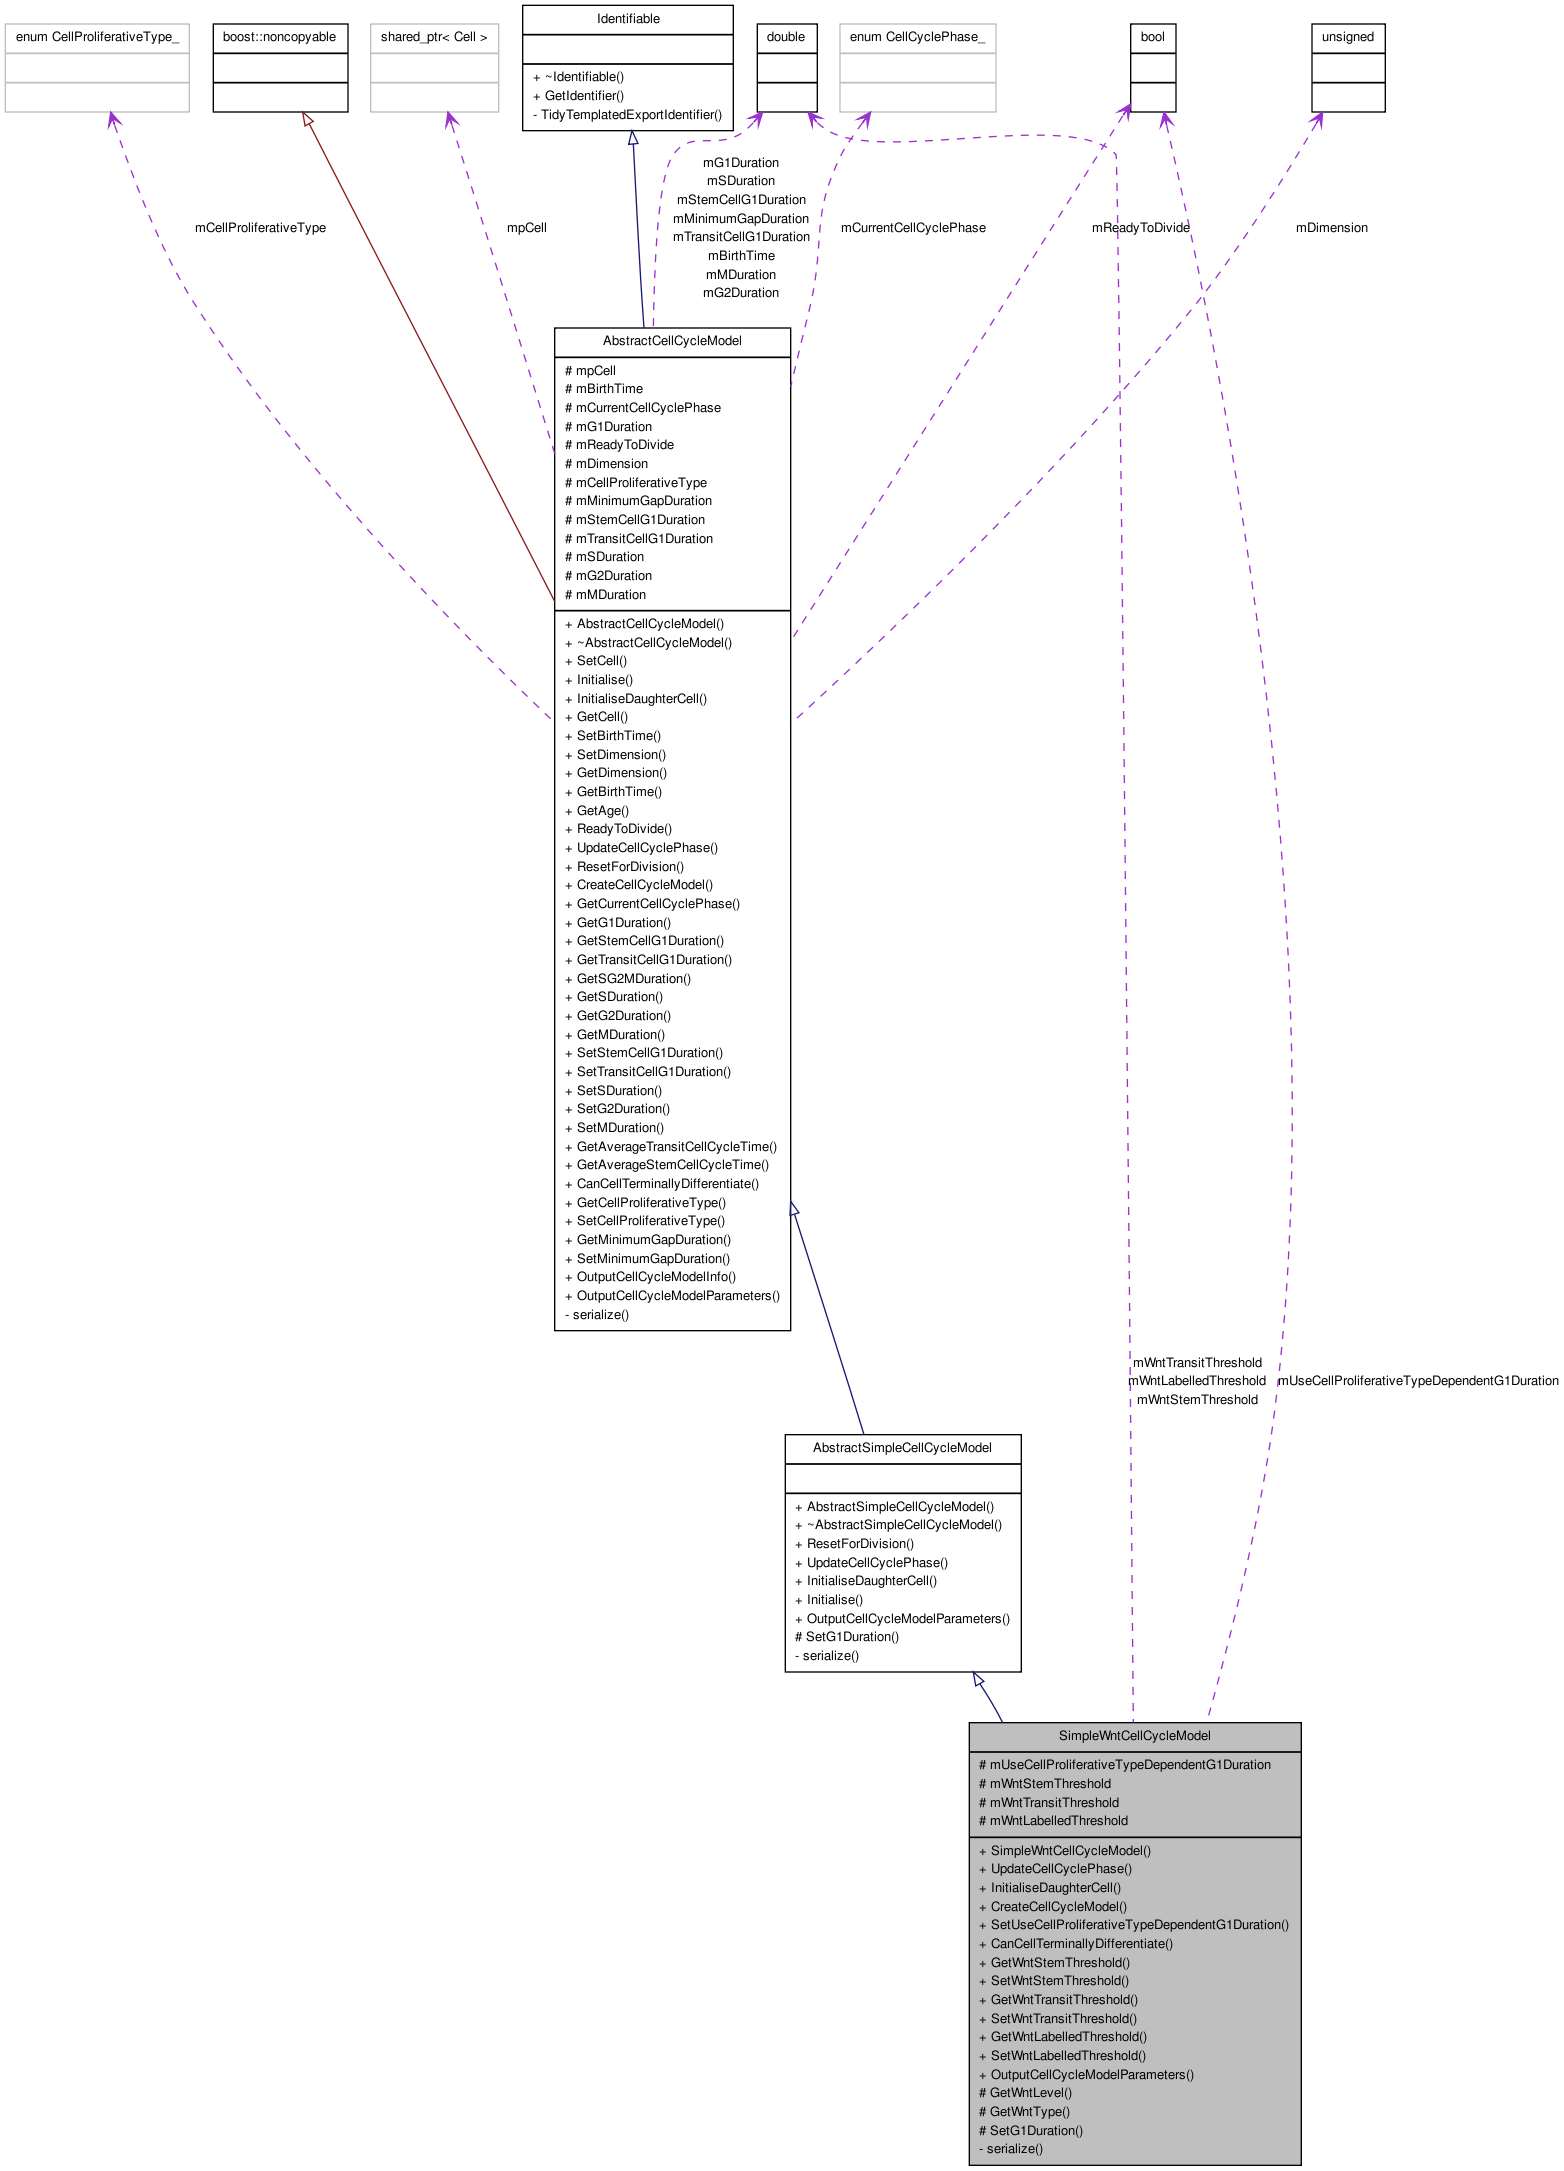 enum CellProliferativeType_
boost::noncopyable
shared_ptr< Cell >
Identifiable
+ ~Identifiable()
+ GetIdentifier()
- TidyTemplatedExportIdentifier()
double
enum CellCyclePhase_
bool
unsigned
mCellProliferativeType
mpCell
mG1Duration
mSDuration
mStemCellG1Duration
mMinimumGapDuration
mTransitCellG1Duration
mBirthTime
mMDuration
mG2Duration
mCurrentCellCyclePhase
mReadyToDivide
mDimension
AbstractCellCycleModel
# mpCell
# mBirthTime
# mCurrentCellCyclePhase
# mG1Duration
# mReadyToDivide
# mDimension
# mCellProliferativeType
# mMinimumGapDuration
# mStemCellG1Duration
# mTransitCellG1Duration
# mSDuration
# mG2Duration
# mMDuration
+ AbstractCellCycleModel()
+ ~AbstractCellCycleModel()
+ SetCell()
+ Initialise()
+ InitialiseDaughterCell()
+ GetCell()
+ SetBirthTime()
+ SetDimension()
+ GetDimension()
+ GetBirthTime()
+ GetAge()
+ ReadyToDivide()
+ UpdateCellCyclePhase()
+ ResetForDivision()
+ CreateCellCycleModel()
+ GetCurrentCellCyclePhase()
+ GetG1Duration()
+ GetStemCellG1Duration()
+ GetTransitCellG1Duration()
+ GetSG2MDuration()
+ GetSDuration()
+ GetG2Duration()
+ GetMDuration()
+ SetStemCellG1Duration()
+ SetTransitCellG1Duration()
+ SetSDuration()
+ SetG2Duration()
+ SetMDuration()
+ GetAverageTransitCellCycleTime()
+ GetAverageStemCellCycleTime()
+ CanCellTerminallyDifferentiate()
+ GetCellProliferativeType()
+ SetCellProliferativeType()
+ GetMinimumGapDuration()
+ SetMinimumGapDuration()
+ OutputCellCycleModelInfo()
+ OutputCellCycleModelParameters()
- serialize()
mWntTransitThreshold
mWntLabelledThreshold
mWntStemThreshold
mUseCellProliferativeTypeDependentG1Duration
AbstractSimpleCellCycleModel
+ AbstractSimpleCellCycleModel()
+ ~AbstractSimpleCellCycleModel()
+ ResetForDivision()
+ UpdateCellCyclePhase()
+ InitialiseDaughterCell()
+ Initialise()
+ OutputCellCycleModelParameters()
# SetG1Duration()
- serialize()
SimpleWntCellCycleModel
# mUseCellProliferativeTypeDependentG1Duration
# mWntStemThreshold
# mWntTransitThreshold
# mWntLabelledThreshold
+ SimpleWntCellCycleModel()
+ UpdateCellCyclePhase()
+ InitialiseDaughterCell()
+ CreateCellCycleModel()
+ SetUseCellProliferativeTypeDependentG1Duration()
+ CanCellTerminallyDifferentiate()
+ GetWntStemThreshold()
+ SetWntStemThreshold()
+ GetWntTransitThreshold()
+ SetWntTransitThreshold()
+ GetWntLabelledThreshold()
+ SetWntLabelledThreshold()
+ OutputCellCycleModelParameters()
# GetWntLevel()
# GetWntType()
# SetG1Duration()
- serialize()